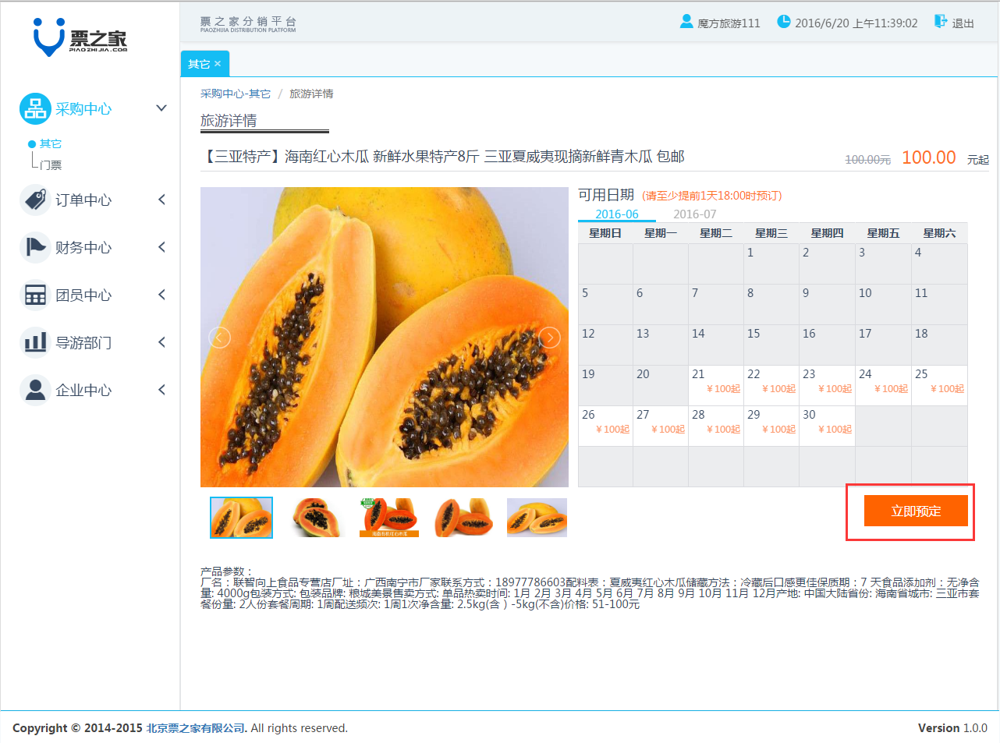 票之家
PIAOZHIJIA.COM
票之家分销平台
PIAOZHIJIA DISTRIBUTION PLATFORM
魔方旅游111
2016/6/20 上午11:39:02
退出
其它 ×
采购中心
其它
门票
订单中心
财务中心
团员中心
导游部门
企业中心
采购中心-其它 / 旅游详情
旅游详情
【三亚特产】海南红心木瓜 新鲜水果特产8斤 三亚夏威夷现摘新鲜青木瓜 包邮
100.00元 100.00 元起
可用日期 (请至少提前1天18:00时预订)
2016-06 2016-07
星期日 星期一 星期二 星期三 星期四 星期五 星期六
1 2 3 4
5 6 7 8 9 10 11
12 13 14 15 16 17 18
19 20 21 22 23 24 25
¥100起 ¥100起 ¥100起 ¥100起 ¥100起
26 27 28 29 30
¥100起 ¥100起 ¥100起 ¥100起 ¥100起
立即预定
产品参数：
厂名：联智向上食品专营店厂址：广西南宁市厂家联系方式：18977786603配料表：夏威夷红心木瓜储藏方法：冷藏后口感更佳保质期：7 天食品添加剂：无净含
量: 4000g包装方式: 包装品牌: 粮城美景售卖方式: 单品热卖时间: 1月 2月 3月 4月 5月 6月 7月 8月 9月 10月 11月 12月产地: 中国大陆省份: 海南省城市: 三亚市套
餐份量: 2人份套餐周期: 1周配送频次: 1周1次净含量: 2.5kg(含 ) -5kg(不含)价格: 51-100元
Copyright © 2014-2015 北京票之家有限公司. All rights reserved.
Version 1.0.0